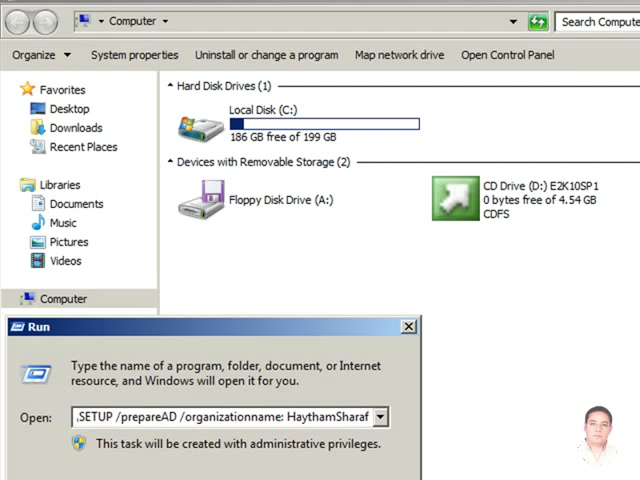 Computer
Search Compute
Organize System properties Uninstall or change a program Map network drive Open Control Panel
Favorites
Desktop
Downloads
Recent Places
Libraries
Documents
Music
Pictures
Videos
Computer
Hard Disk Drives (1)
Local Disk (C:)
186 GB free of 199 GB
Devices with Removable Storage (2)
Floppy Disk Drive (A:)
CD Drive (D:) E2K10SP1
0 bytes free of 4.54 GB
CDFS
Run
Type the name of a program, folder, document, or Internet
resource, and Windows will open it for you.
Open: .SETUP /prepareAD /organizationname: HaythamSharaf
This task will be created with administrative privileges.